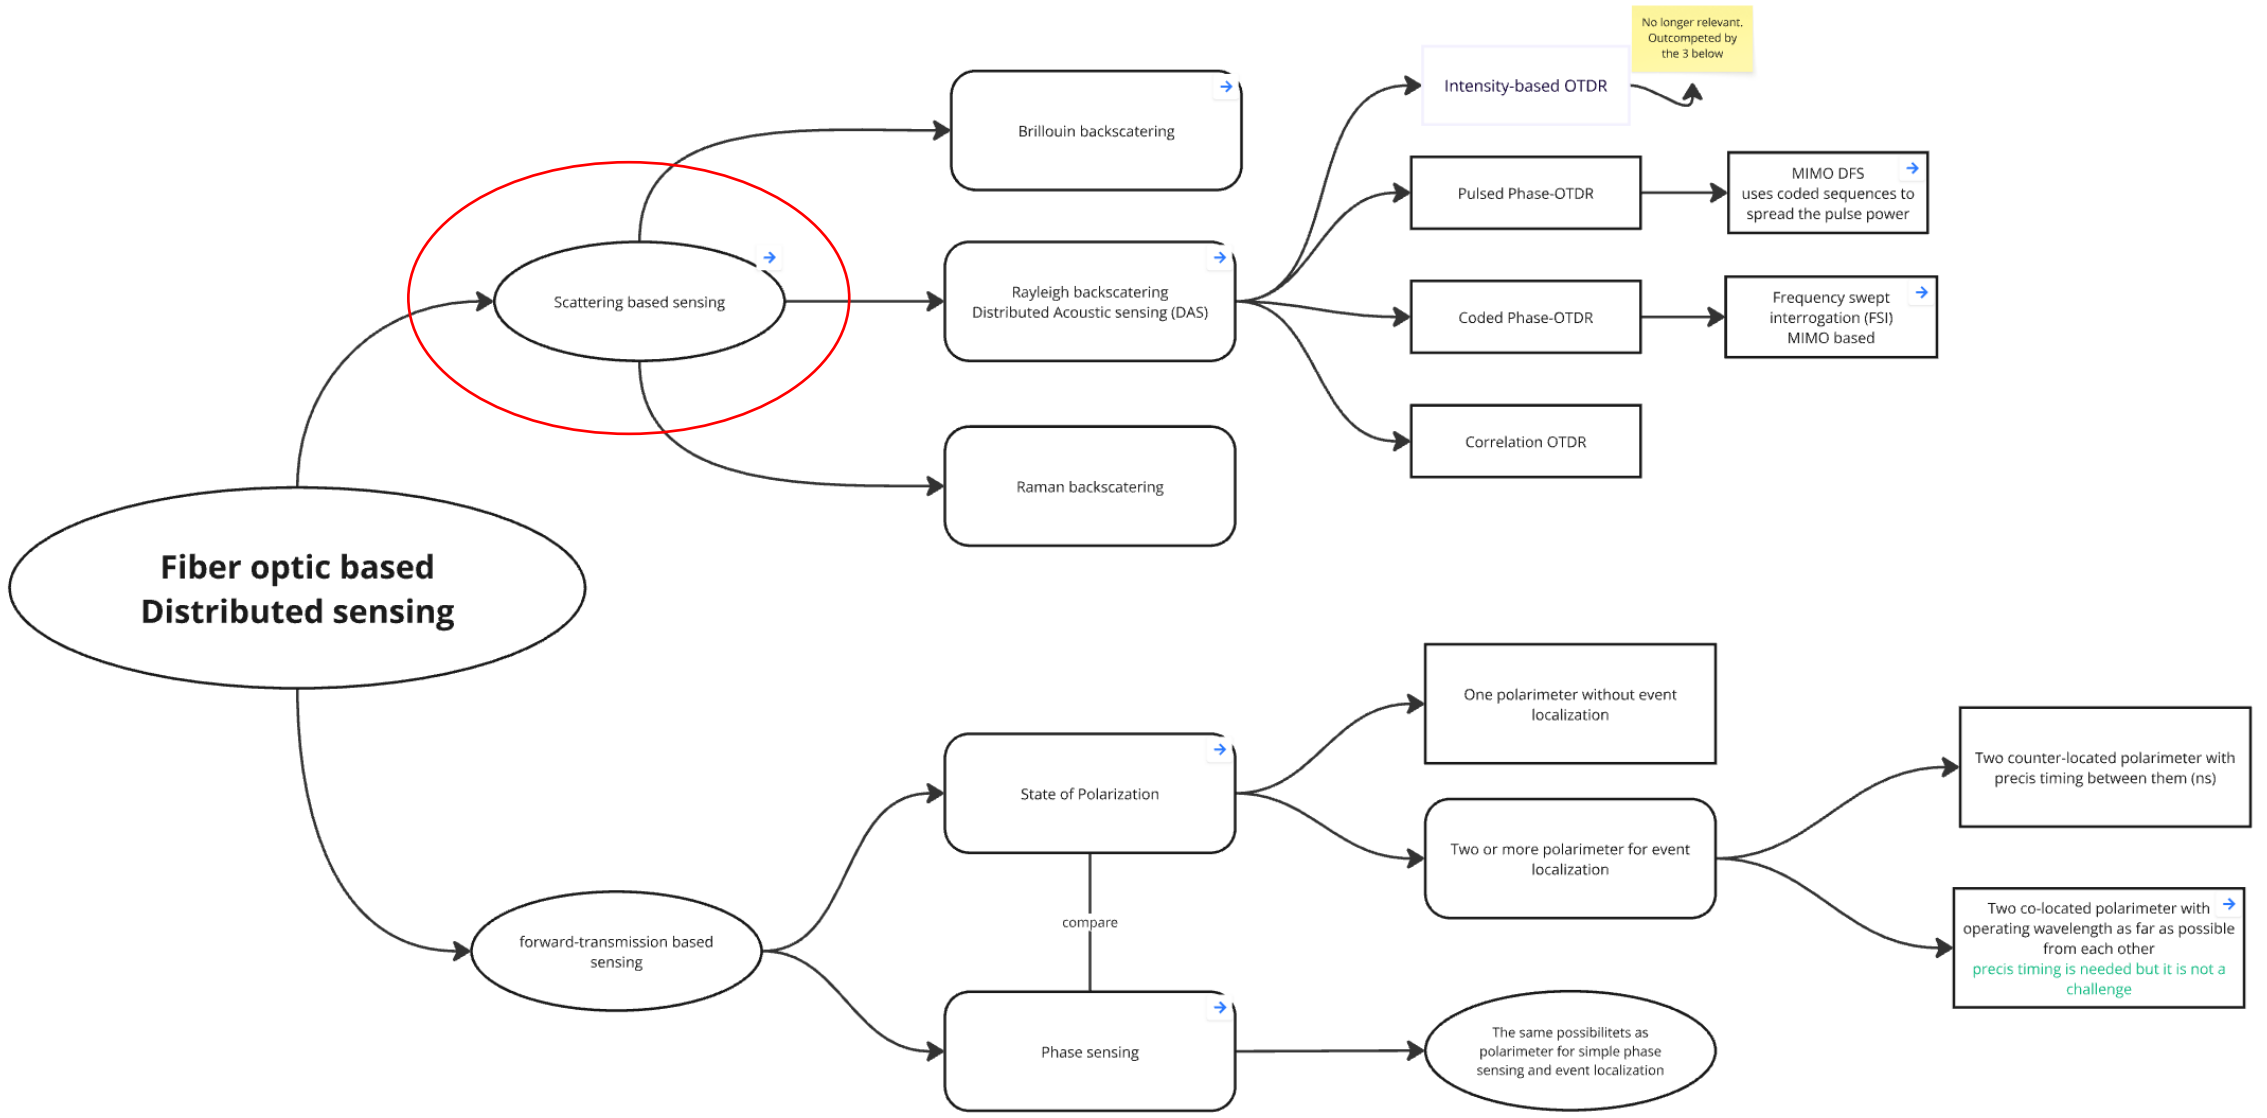 No longer relevant.
Outcompeted by
the 3 below
Intensity-based OTDR
Brillouin backscatering
Pulsed Phase-OTDR
MIMO DFS
uses coded sequences to
spread the pulse power
Scattering based sensing
Rayleigh backscatering
Distributed Acoustic sensing (DAS)
Coded Phase-OTDR
Frequency swept
interrogation (FSI)
MIMO based
Correlation OTDR
Raman backscatering
Fiber optic based
Distributed sensing
One polarimeter without event
localization
Two counter-located polarimeter with
precis timing between them (ns)
State of Polarization
Two or more polarimeter for event
localization
compare
Two co-located polarimeter with
operating wavelength as far as possible
from each other
precis timing is needed but it is not a
challenge
forward-transmission based
sensing
Phase sensing
The same possibilitets as
polarimeter for simple phase
sensing and event localization